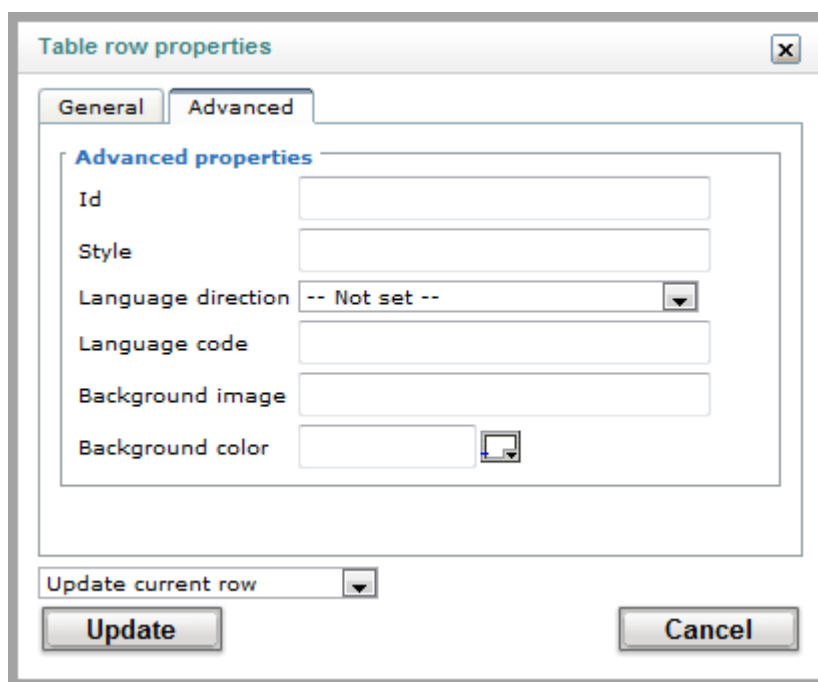 Table row properties
General Advanced
Advanced properties
Id
Style
Language direction -- Not set --
Language code
Background image
Background color
Update current row
Update Cancel